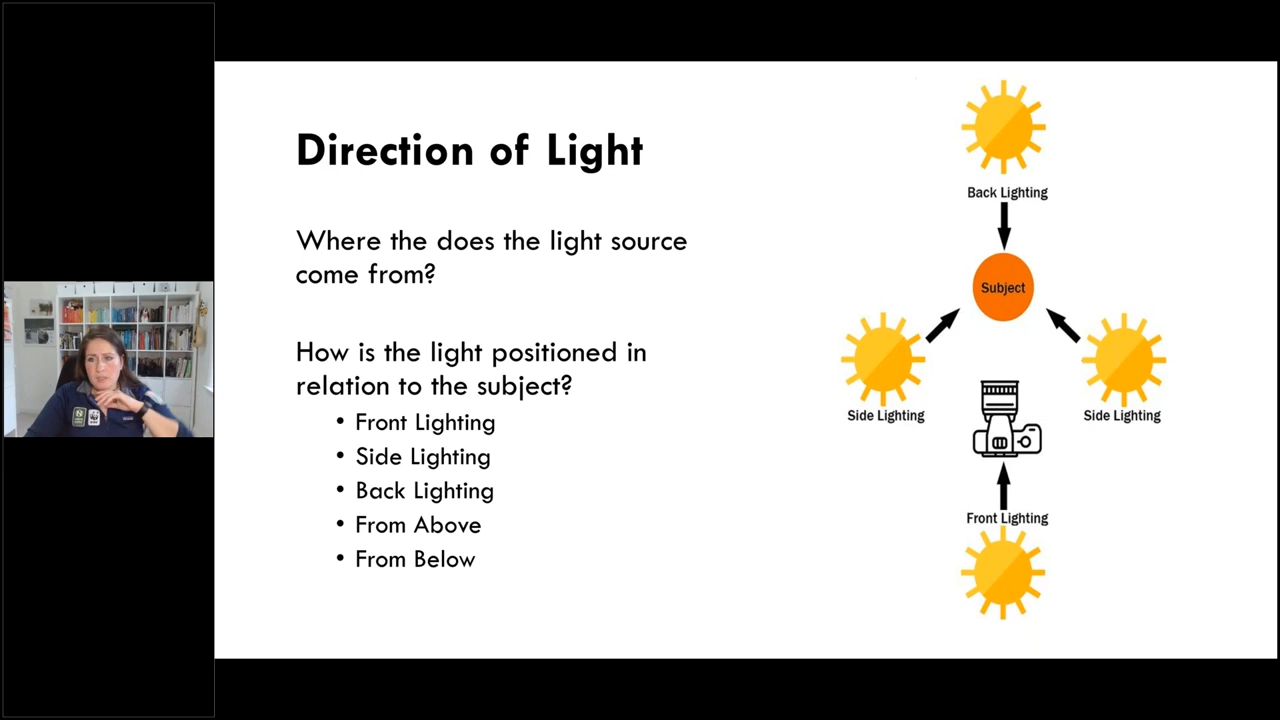 Direction of Light
Where the does the light source
come from?
How is the light positioned in
relation to the subject?
• Front Lighting
• Side Lighting
• Back Lighting
• From Above
• From Below
Back Lighting
Subject
Side Lighting
Side Lighting
Front Lighting